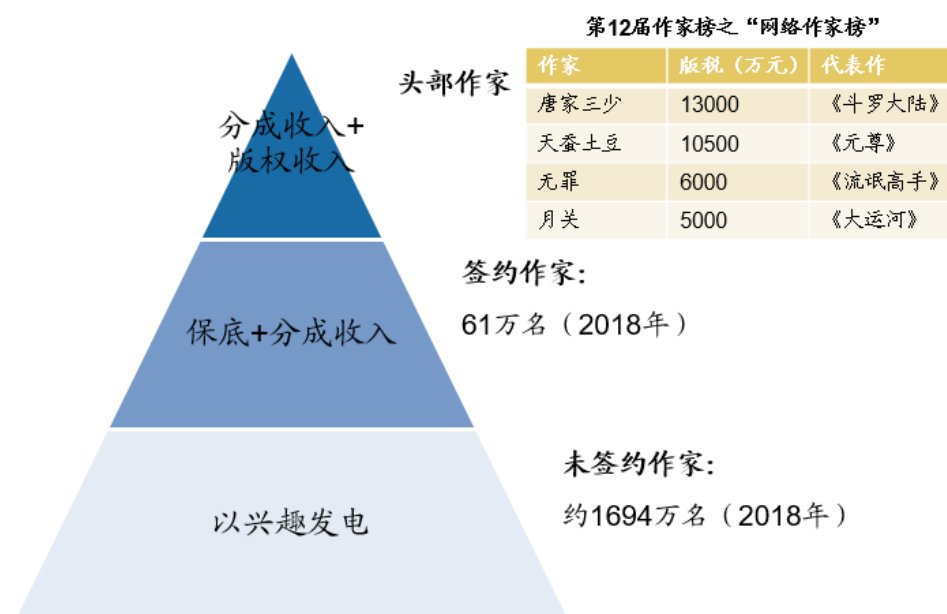 第12届作家榜之“网络作家榜”
头部作家
作家 版税（万元） 代表作
唐家三少 13000 《斗罗大陆》
天蚕土豆 10500 《元尊》
无罪 6000 《流氓高手》
月关 5000 《大运河》
分成收入+
版权收入
签约作家：
61万名（2018年）
保底+分成收入
未签约作家：
约1694万名（2018年）
以兴趣发电